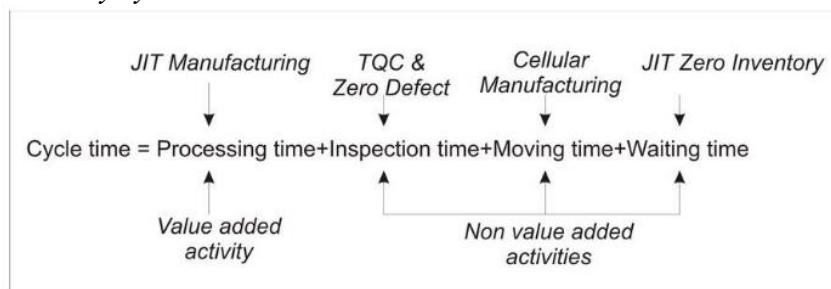 JIT Manufacturing
TQC &
Zero Defect
Cellular
Manufacturing
JIT Zero Inventory
Cycle time = Processing time+Inspection time+Moving time+Waiting time
Value added
activity
Non value added
activities